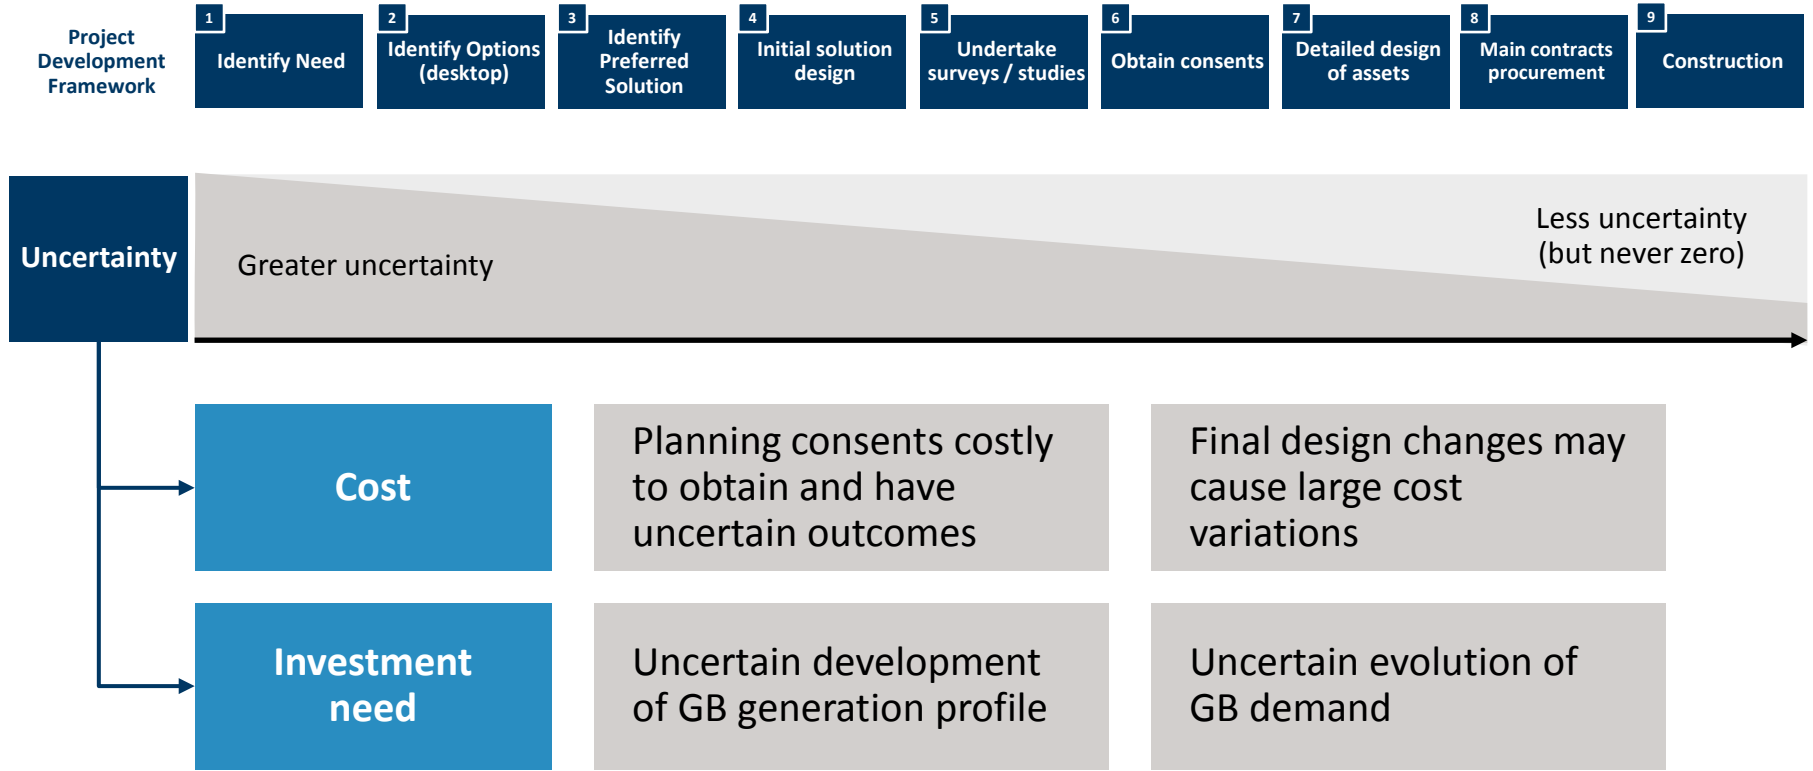 Project
Development
Framework
1
Identify Need
2
Identify Options
(desktop)
3
Identify
Preferred
Solution
4
Initial solution
design
5
Undertake
surveys / studies
6
Obtain consents
7
Detailed design
of assets
8
Main contracts
procurement
9
Construction
Uncertainty
Greater uncertainty
Less uncertainty
(but never zero)
Cost
Planning consents costly
to obtain and have
uncertain outcomes
Final design changes may
cause large cost
variations
Investment
need
Uncertain development
of GB generation profile
Uncertain evolution of
GB demand